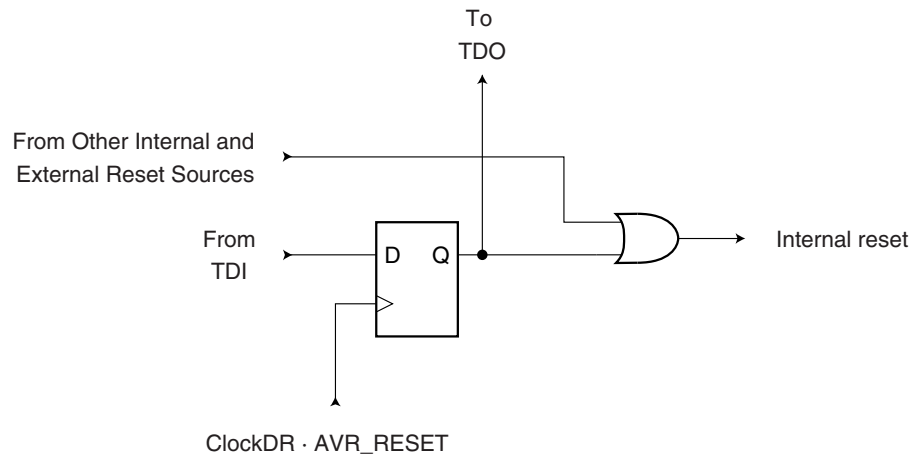 To
TDO
From Other Internal and
External Reset Sources
From
TDI
D
Q
Internal reset
ClockDR · AVR_RESET